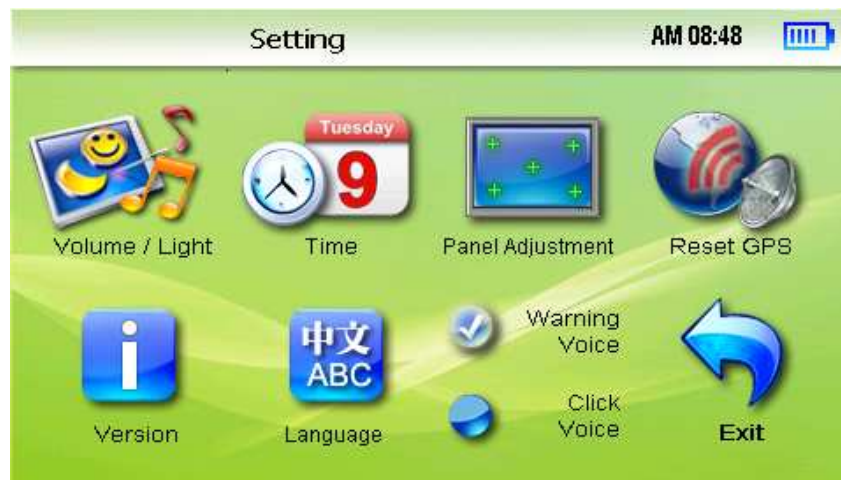 Setting
AM 08:48
Tuesday
9
Volume / Light
Time
Panel Adjustment
Reset GPS
i
中文
ABC
Version
Language
Warning
Voice
Click
Voice
Exit